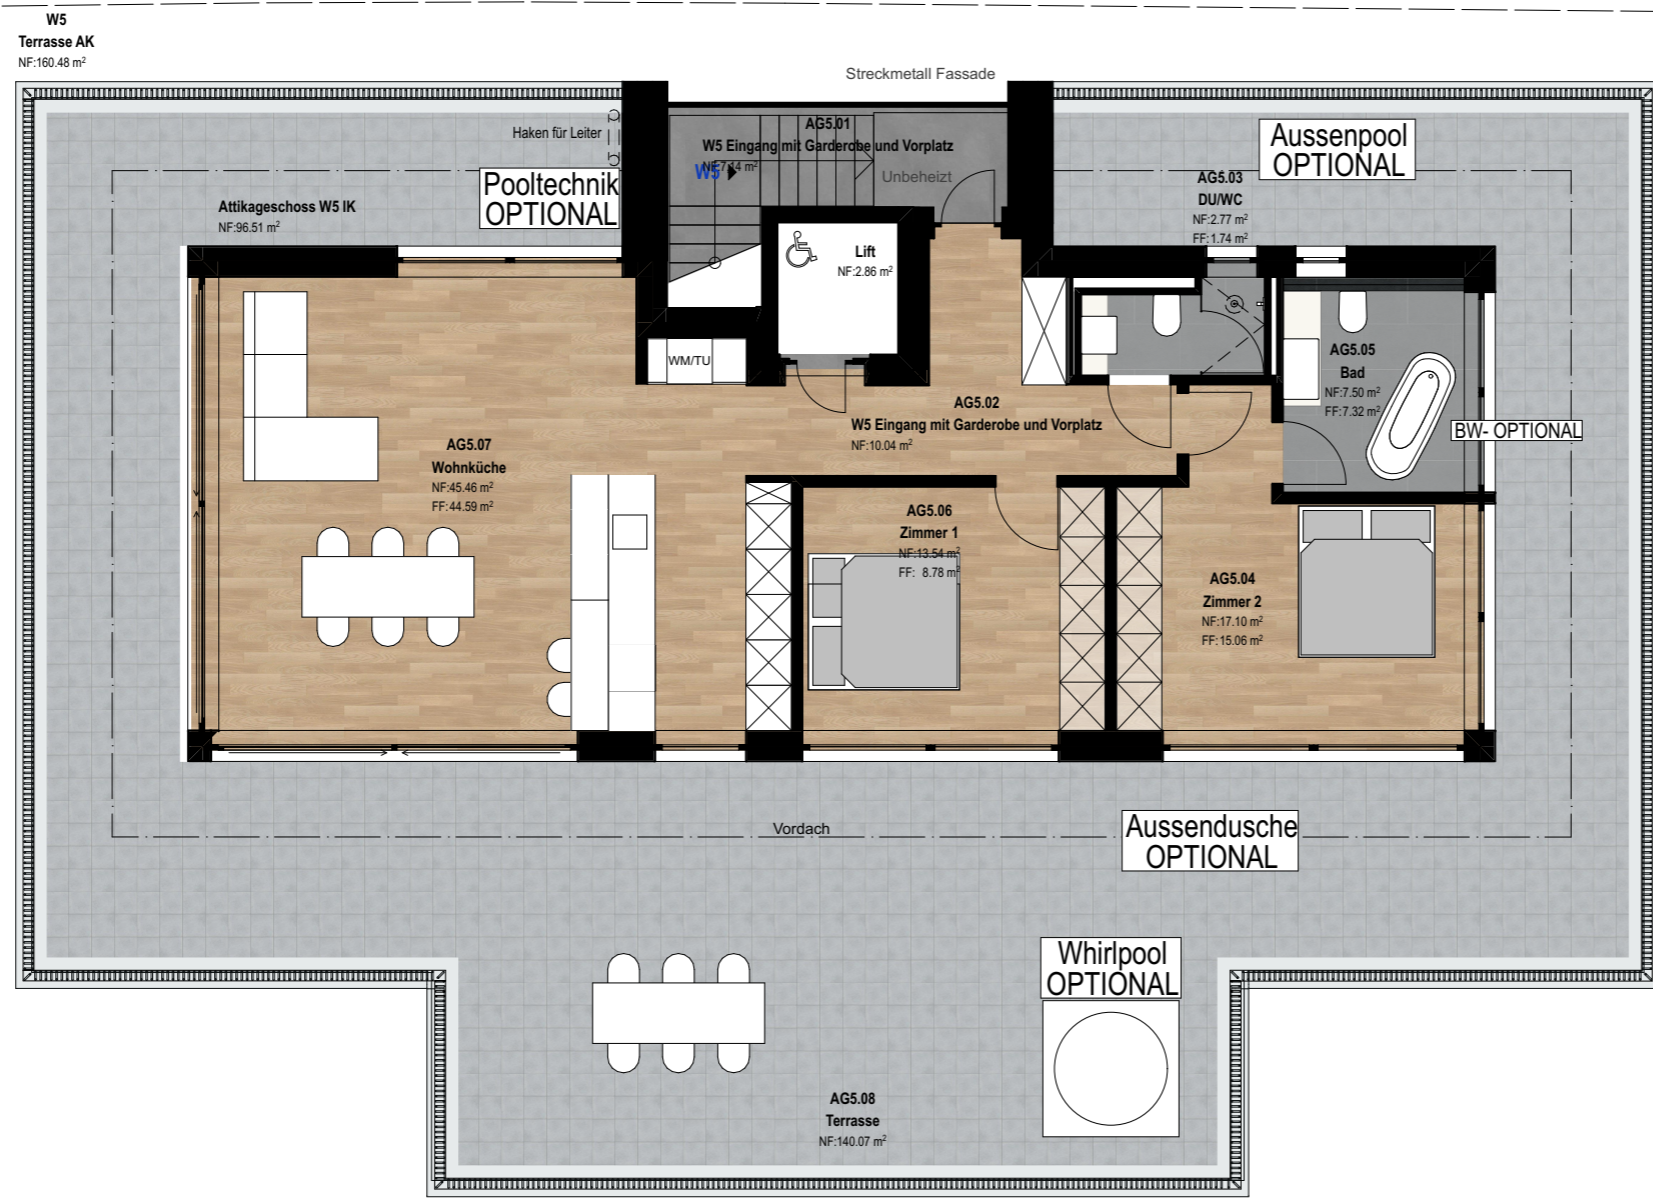 W5
Terrasse AK
NF:160.48 m²
Streckmetall Fassade
Haken für Leiter
AG5.01
W5 Eingang mit Garderobe und Vorplatz
NF:7.14 m²
W5
Unbeheizt
Aussenpool
OPTIONAL
Pooltechnik
OPTIONAL
AG5.03
DU/WC
NF:2.77 m²
FF:1.74 m²
Attikageschoss W5 IK
NF:96.51 m²
Lift
NF:2.86 m²
WM/TU
AG5.05
Bad
NF:7.50 m²
FF:7.32 m²
AG5.02
W5 Eingang mit Garderobe und Vorplatz
NF:10.04 m²
BW- OPTIONAL
AG5.07
Wohnküche
NF:45.46 m²
FF:44.59 m²
AG5.06
Zimmer 1
NF:13.54 m²
FF: 8.78 m²
AG5.04
Zimmer 2
NF:17.10 m²
FF:15.06 m²
Vordach
Aussendusche
OPTIONAL
Whirlpool
OPTIONAL
AG5.08
Terrasse
NF:140.07 m²